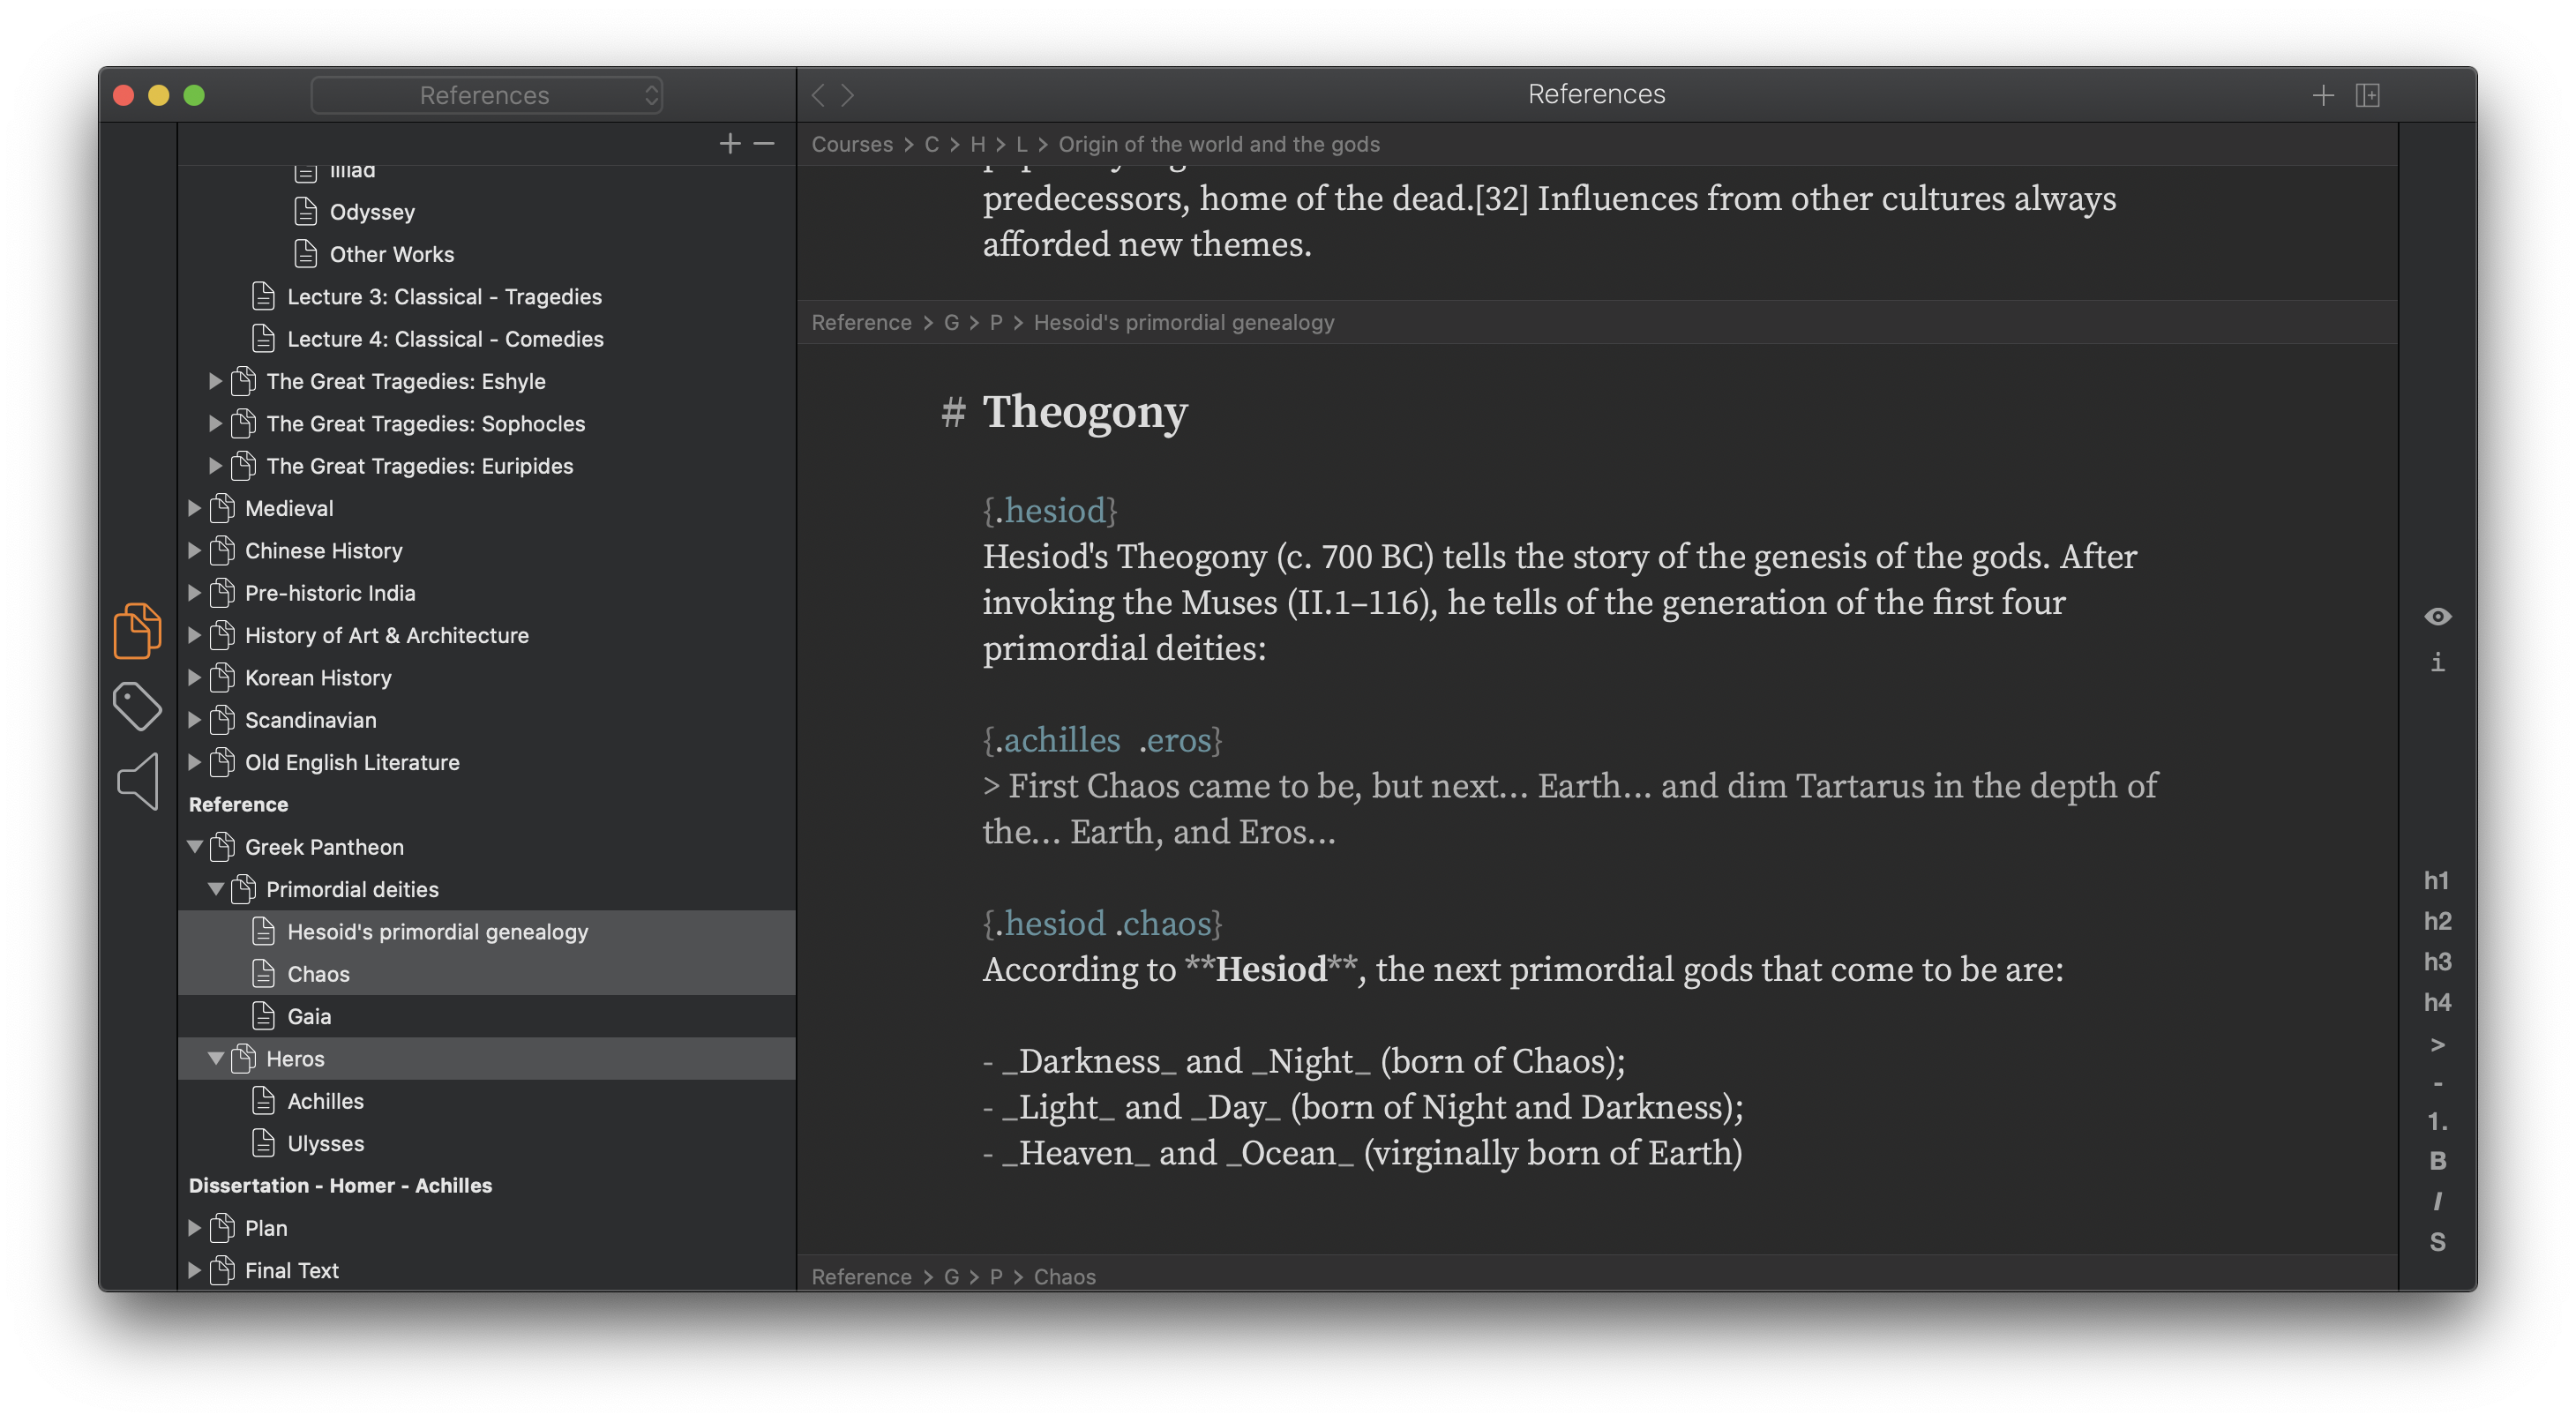 References
References
Courses > C > H > L > Origin of the world and the gods
Iliad
Odyssey
Other Works
Lecture 3: Classical - Tragedies
Lecture 4: Classical - Comedies
The Great Tragedies: Eshyle
The Great Tragedies: Sophocles
The Great Tragedies: Euripides
Medieval
Chinese History
Pre-historic India
History of Art & Architecture
Korean History
Scandinavian
Old English Literature
Reference
Greek Pantheon
Primordial deities
Hesoid's primordial genealogy
Chaos
Gaia
Heros
Achilles
Ulysses
Dissertation - Homer - Achilles
Plan
Final Text
predecessors, home of the dead.[32] Influences from other cultures always
afforded new themes.
Reference > G > P > Hesoid's primordial genealogy
# Theogony
{.hesiod}
Hesiod's Theogony (c. 700 BC) tells the story of the genesis of the gods. After
invoking the Muses (II.1–116), he tells of the generation of the first four
primordial deities:
{.achilles .eros}
> First Chaos came to be, but next... Earth... and dim Tartarus in the depth of
the... Earth, and Eros...
{.hesiod .chaos}
According to **Hesiod**, the next primordial gods that come to be are:
- _Darkness_ and _Night_ (born of Chaos);
- _Light_ and _Day_ (born of Night and Darkness);
- _Heaven_ and _Ocean_ (virginally born of Earth)
Reference > G > P > Chaos
i
h1
h2
h3
h4
>
-
1.
B
I
S